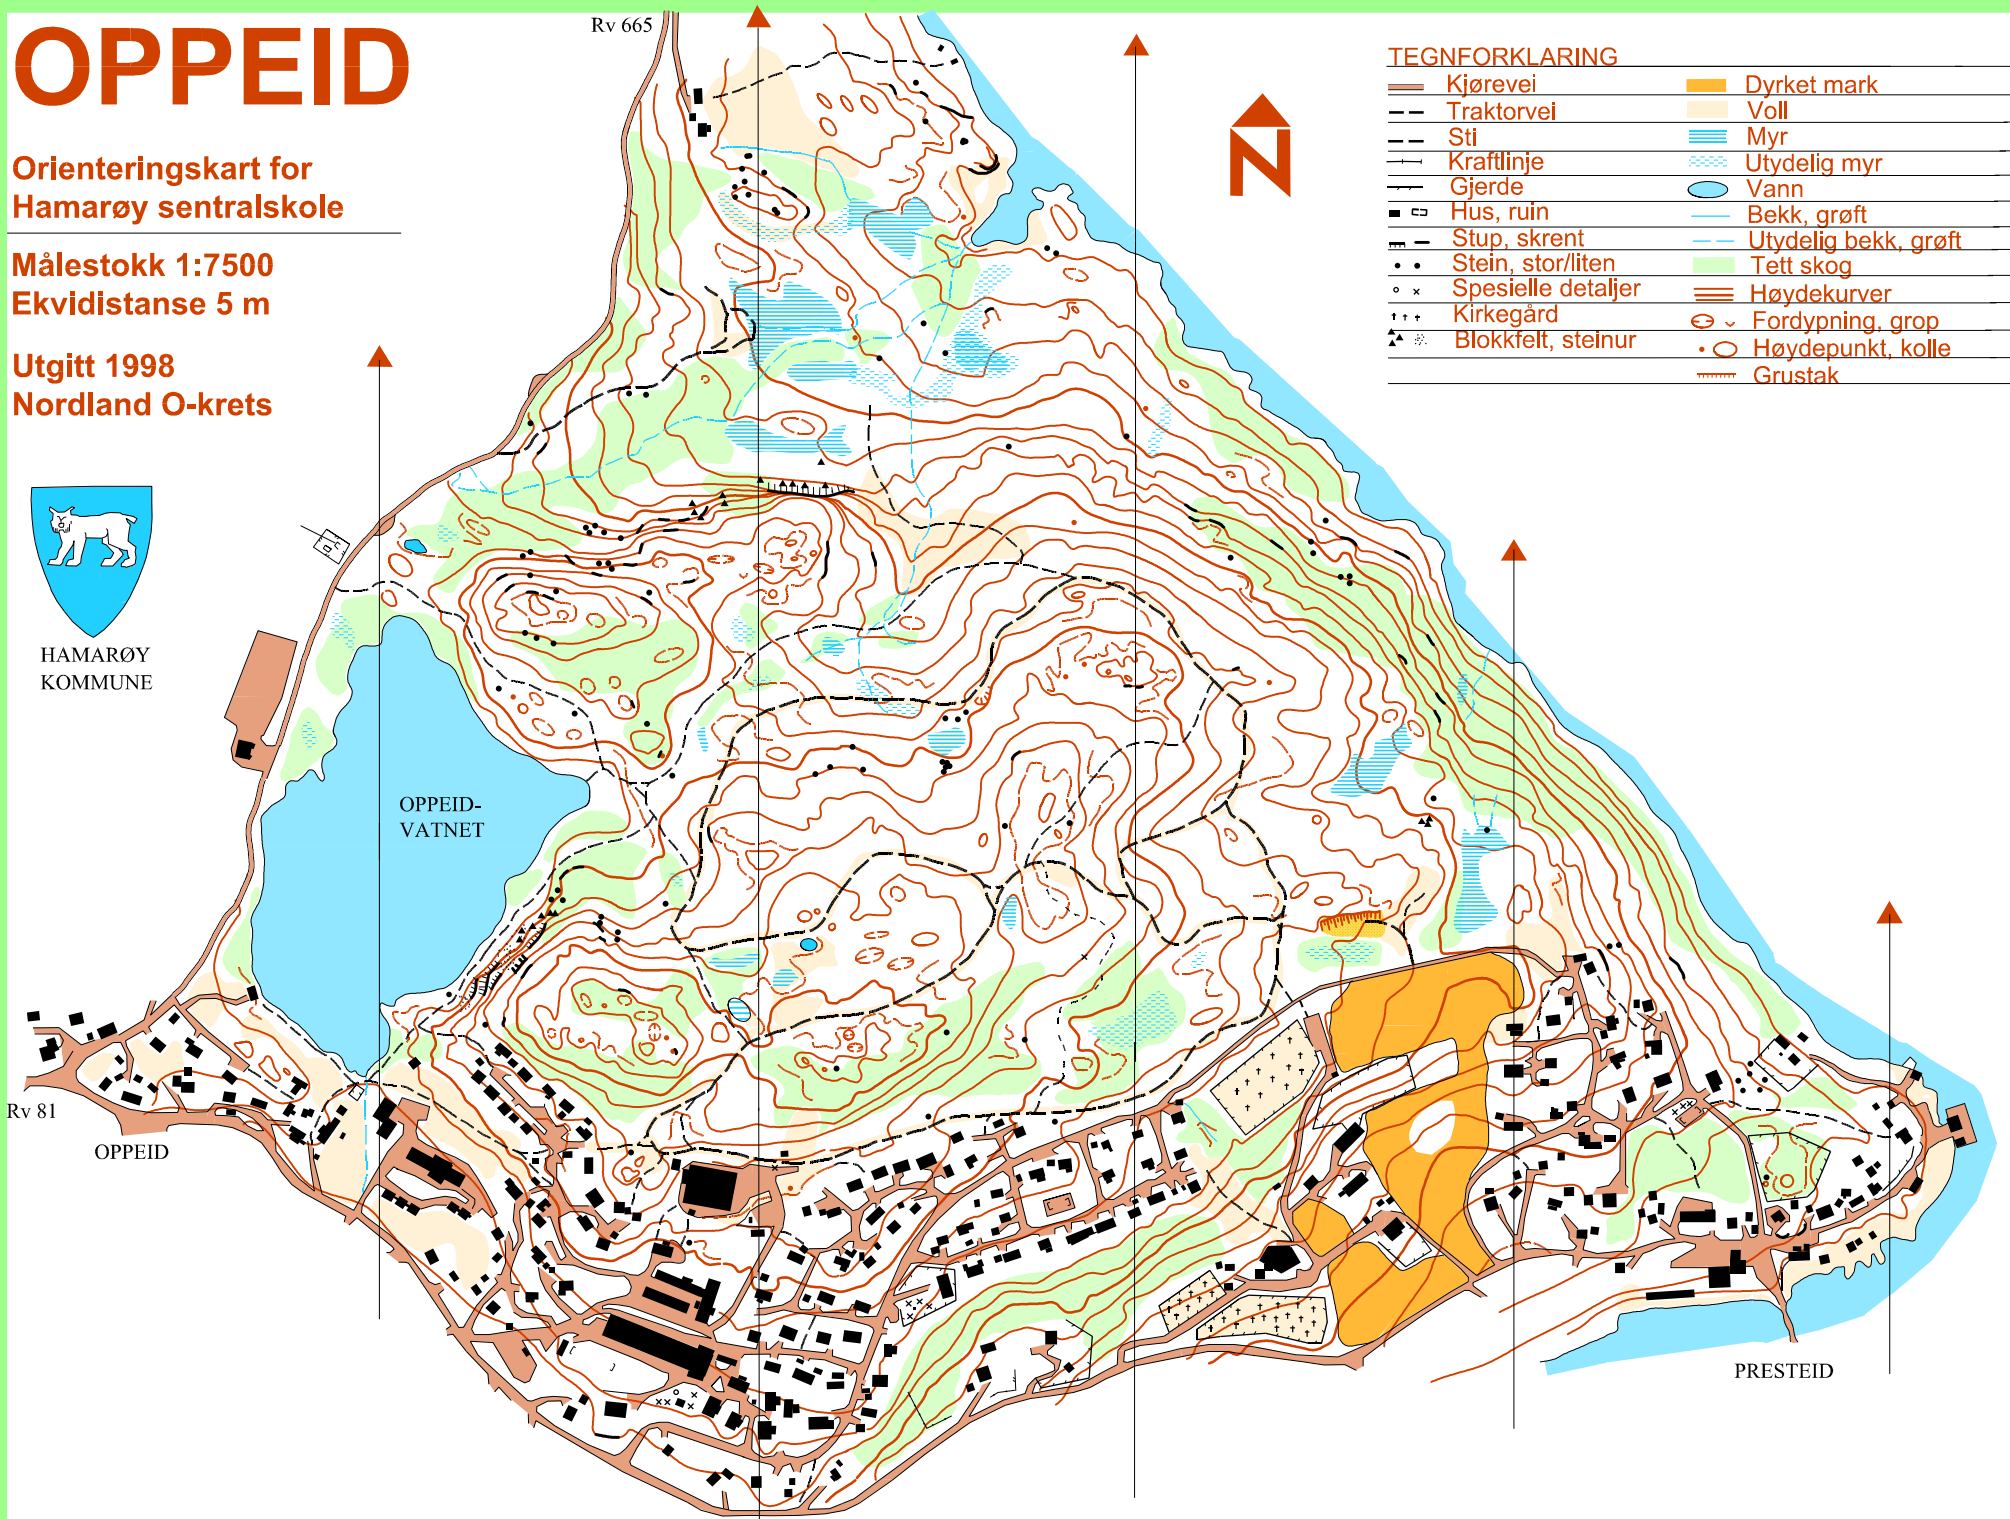 OPPEID
Orienteringskart for
Hamarøy sentralskole
Målestokk 1:7500
Ekvidistanse 5 m
Utgitt 1998
Nordland O-krets
HAMARØY
KOMMUNE
Rv 665
N
TEGNFORKLARING
Kjørevei
Traktorvei
Sti
Kraftlinje
Gjerde
Hus, ruin
Stup, skrent
Stein, stor/liten
Spesielle detaljer
Kirkegård
Blokkfelt, steinur
Dyrket mark
Voll
Myr
Utydelig myr
Vann
Bekk, grøft
Utydelig bekk, grøft
Tett skog
Høydekurver
Fordypning, grop
Høydepunkt, kolle
Grustak
OPPEID-
VATNET
Rv 81
OPPEID
PRESTEID